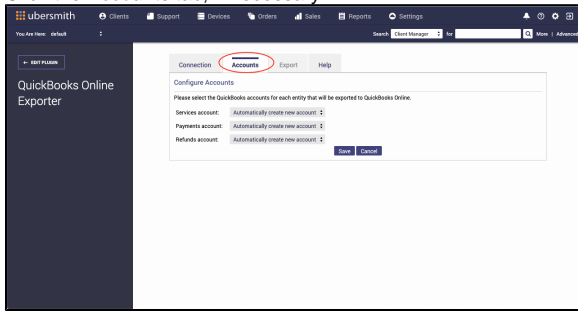 ubersmith Clients Support Devices Orders Sales Reports Settings
You Are Here: default Search Client Manager for More | Advanced
← EDIT PLUGIN
QuickBooks Online
Exporter
Connection Accounts Export Help
Configure Accounts
Please select the QuickBooks accounts for each entity that will be exported to QuickBooks Online.
Services account: Automatically create new account
Payments account: Automatically create new account
Refunds account: Automatically create new account
Save Cancel